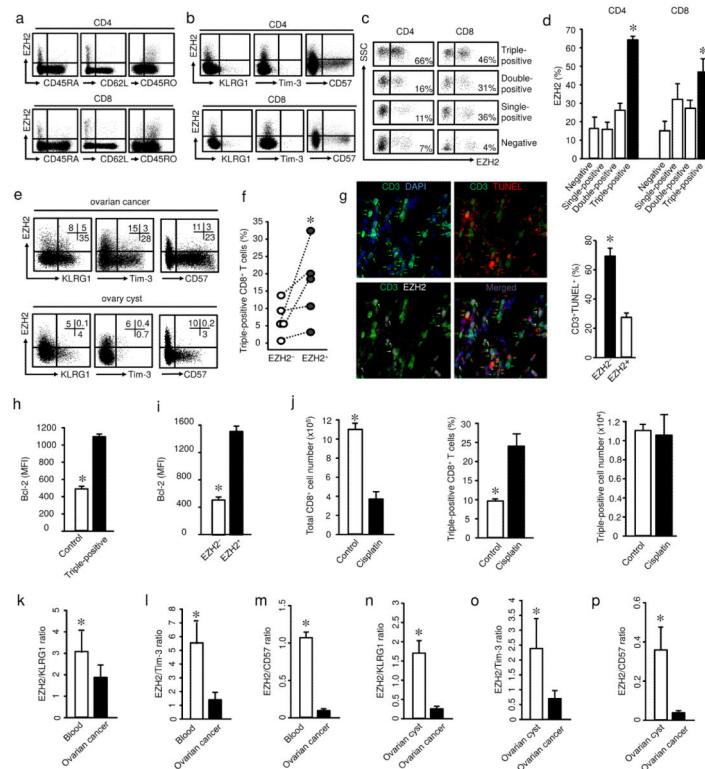 a
CD4
EZH2
CD45RA CD62L CD45RO
CD8
EZH2
CD45RA CD62L CD45RO
b
CD4
EZH2
KLRG1 Tim-3 CD57
CD8
EZH2
KLRG1 Tim-3 CD57
c
CD4 CD8
SSC
66% 46% Triple-positive
16% 31% Double-positive
11% 36% Single-positive
7% 4% Negative
EZH2
d
CD4 CD8
EZH2 (%)
70
60
50
40
30
20
10
0
* *
Negative Single-positive Double-positive Triple-positive
Negative Single-positive Double-positive Triple-positive
e
ovarian cancer
EZH2
8 5 35
15 3 28
11 3 23
KLRG1 Tim-3 CD57
ovary cyst
EZH2
5 0.1 4
6 0.4 0.7
10 0.2 3
KLRG1 Tim-3 CD57
f
Triple-positive CD8+ T cells (%)
35
30
25
20
15
10
5
0
*
EZH2- EZH2+
g
CD3 DAPI
CD3 TUNEL
CD3 EZH2
Merged
CD3+TUNEL+ (%)
80
60
40
20
0
*
EZH2- EZH2+
h
Bcl-2 (MFI)
1200
1000
800
600
400
200
0
*
Control Triple-positive
i
Bcl-2 (MFI)
1600
1200
800
400
0
*
EZH2- EZH2+
j
Total CD8+ cell number (x10⁵)
12
10
8
6
4
2
0
*
Control Cisplatin
Triple-positive CD8+ T cells (%)
30
25
20
15
10
5
0
*
Control Cisplatin
Triple-positive cell number (x10⁴)
1.2
1.0
0.8
0.6
0.4
0.2
0
Control Cisplatin
k
EZH2/KLRG1 ratio
5
4
3
2
1
0
*
Blood Ovarian cancer
l
EZH2/Tim-3 ratio
8
7
6
5
4
3
2
1
0
*
Blood Ovarian cancer
m
EZH2/CD57 ratio
1.5
1.0
0.5
0
*
Blood Ovarian cancer
n
EZH2/KLRG1 ratio
3
2.5
2
1.5
1
0.5
0
*
Ovarian cyst Ovarian cancer
o
EZH2/Tim-3 ratio
3.5
3
2.5
2
1.5
1
0.5
0
*
Ovarian cyst Ovarian cancer
p
EZH2/CD57 ratio
0.6
0.4
0.2
0
*
Ovarian cyst Ovarian cancer